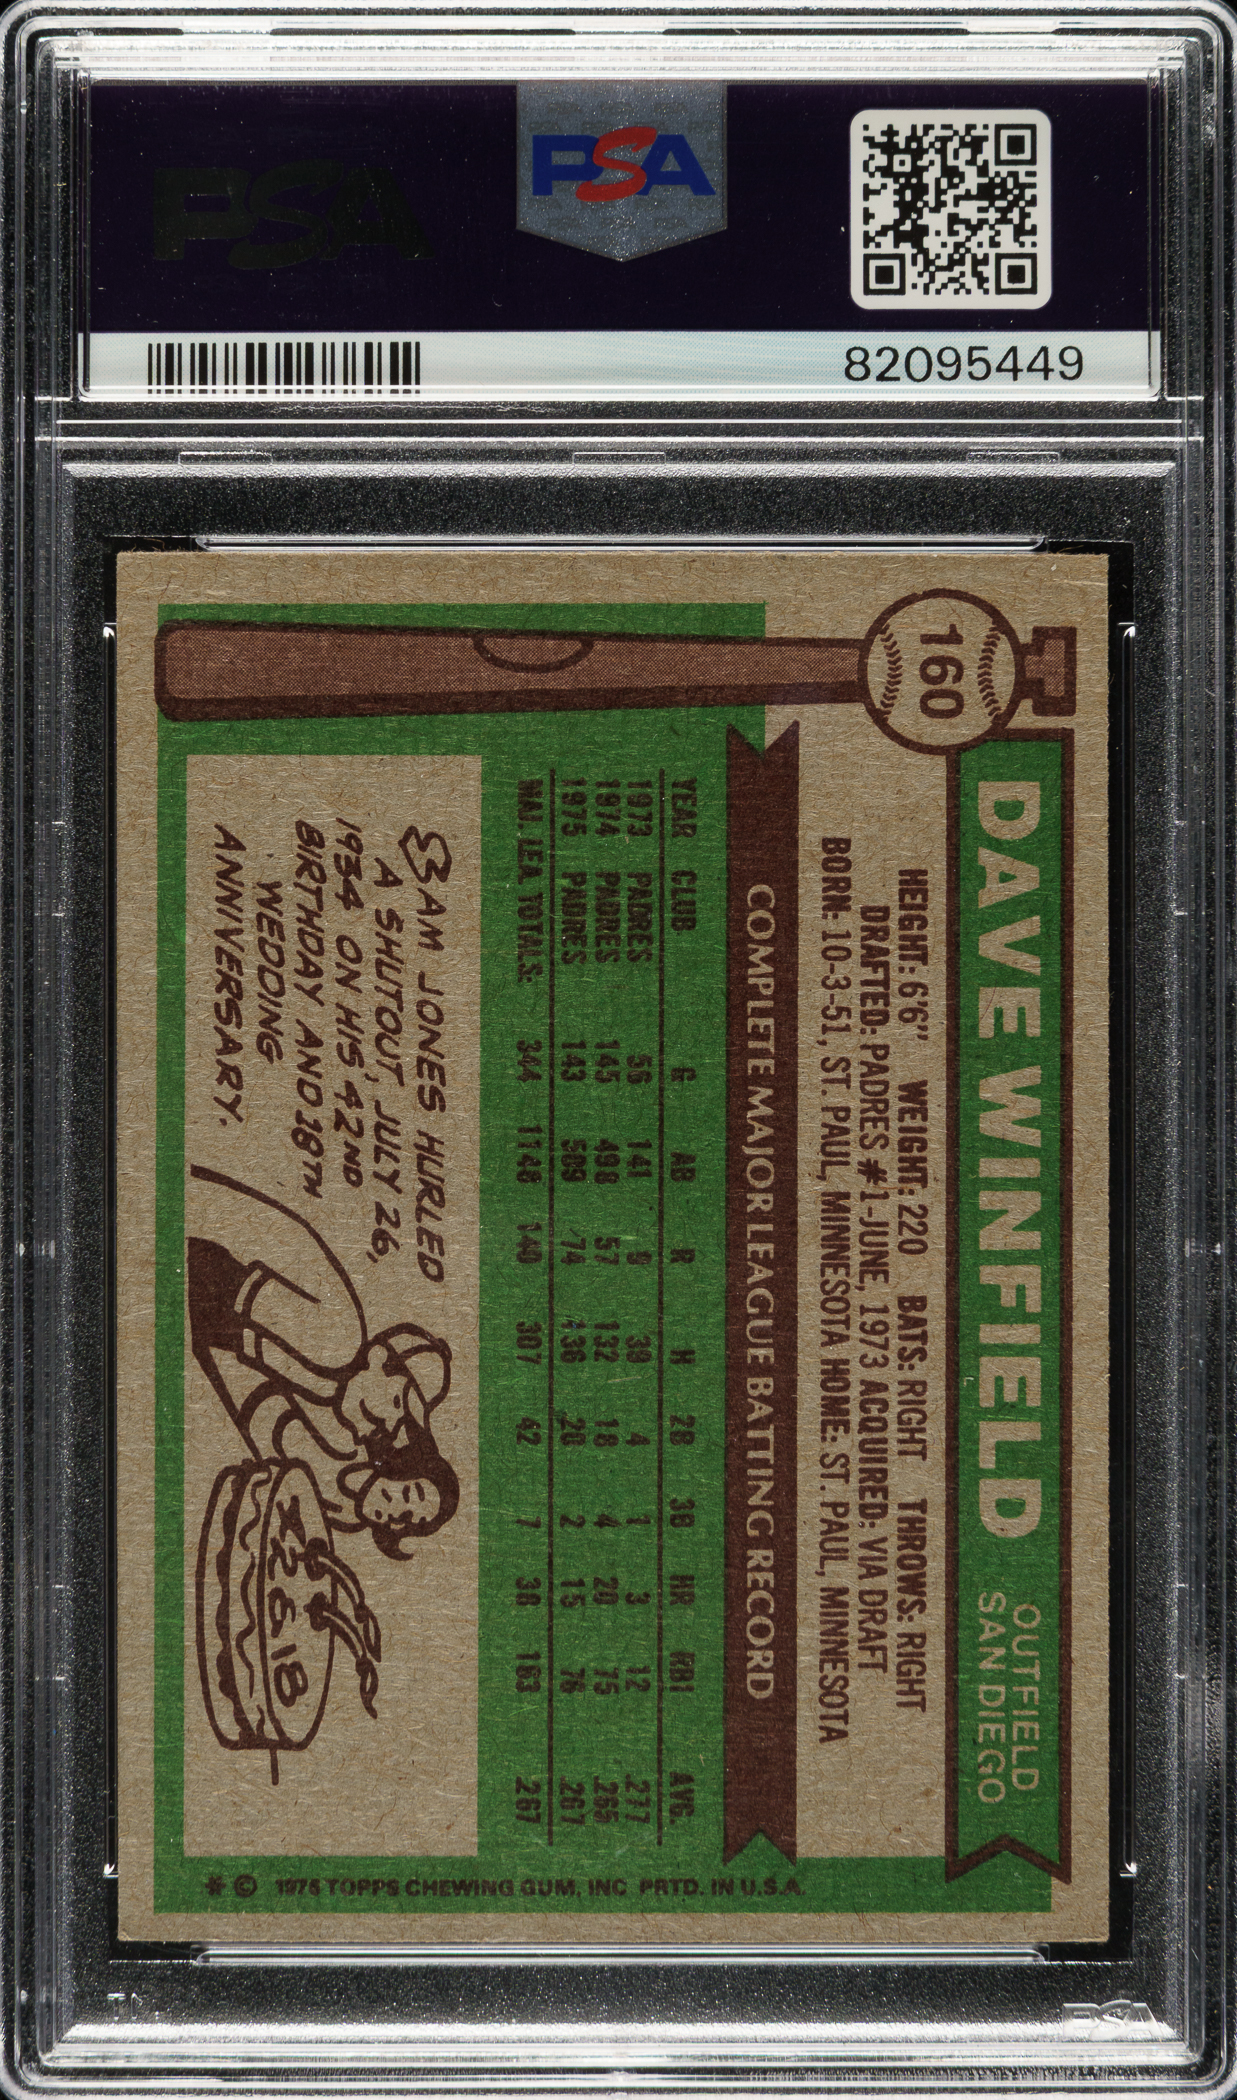 PSA
PSA
82095449
160
DAVE WINFIELD
OUTFIELD
SAN DIEGO
HEIGHT: 6'6" WEIGHT: 220 BATS: RIGHT THROWS: RIGHT
DRAFTED: PADRES #1-JUNE, 1973 ACQUIRED: VIA DRAFT
BORN: 10-3-51, ST. PAUL, MINNESOTA HOME: ST. PAUL, MINNESOTA
COMPLETE MAJOR LEAGUE BATTING RECORD
YEAR CLUB G AB R H 2B 3B HR RBI AVG.
1973 PADRES 56 141 9 39 4 1 3 12 .277
1974 PADRES 145 498 57 132 18 4 20 75 .265
1975 PADRES 143 509 74 136 20 2 15 76 .267
MAJ. LEA. TOTALS: 344 1148 140 307 42 7 38 163 .267
SAM JONES HURLED
A SHUTOUT, JULY 26,
1934 ON HIS 42ND
BIRTHDAY AND 18TH
WEDDING
ANNIVERSARY.
42 & 18
* © 1976 TOPPS CHEWING GUM, INC PRTD. IN U.S.A.
PSA